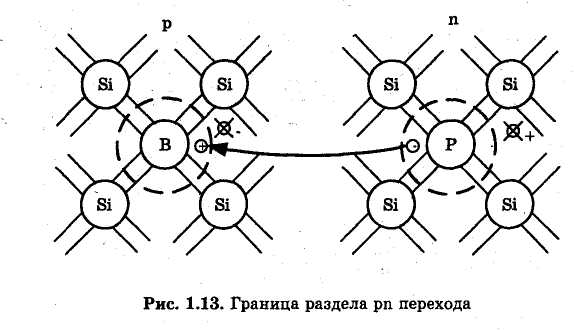 p n
Si Si Si Si
B + - - P +
Si Si Si Si
Рис. 1.13. Граница раздела pn перехода